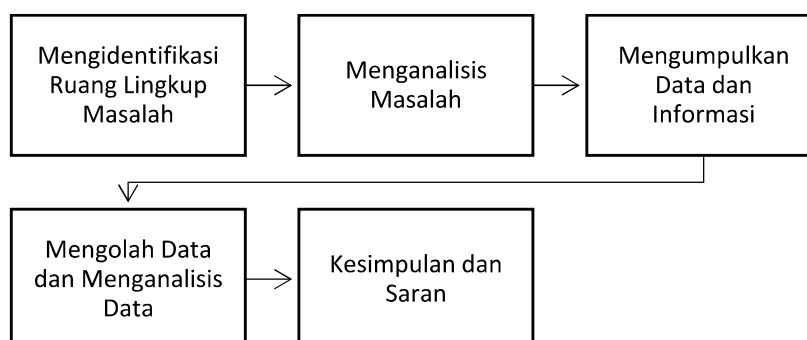 Mengidentifikasi
Ruang Lingkup
Masalah
Menganalisis
Masalah
Mengumpulkan
Data dan
Informasi
Mengolah Data
dan Menganalisis
Data
Kesimpulan dan
Saran